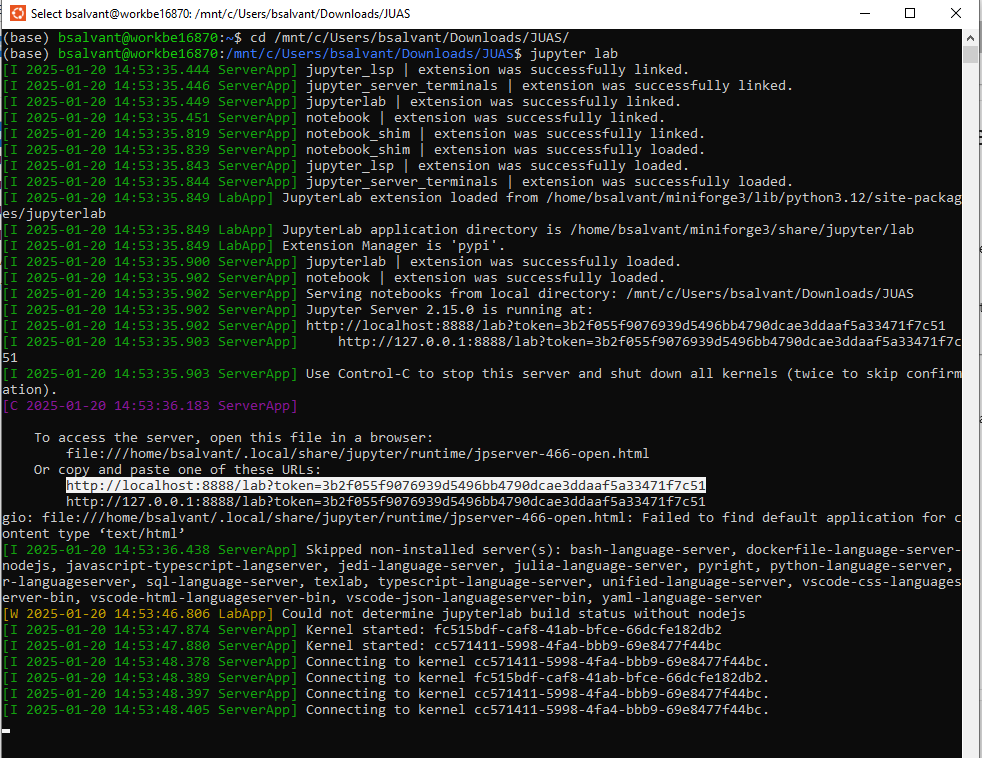 Select bsalvant@workbe16870: /mnt/c/Users/bsalvant/Downloads/JUAS
(base) bsalvant@workbe16870:~$ cd /mnt/c/Users/bsalvant/Downloads/JUAS/
(base) bsalvant@workbe16870:/mnt/c/Users/bsalvant/Downloads/JUAS$ jupyter lab
[I 2025-01-20 14:53:35.444 ServerApp] jupyter_lsp | extension was successfully linked.
[I 2025-01-20 14:53:35.446 ServerApp] jupyter_server_terminals | extension was successfully linked.
[I 2025-01-20 14:53:35.449 ServerApp] jupyterlab | extension was successfully linked.
[I 2025-01-20 14:53:35.451 ServerApp] notebook | extension was successfully linked.
[I 2025-01-20 14:53:35.819 ServerApp] notebook_shim | extension was successfully linked.
[I 2025-01-20 14:53:35.839 ServerApp] notebook_shim | extension was successfully loaded.
[I 2025-01-20 14:53:35.843 ServerApp] jupyter_lsp | extension was successfully loaded.
[I 2025-01-20 14:53:35.844 ServerApp] jupyter_server_terminals | extension was successfully loaded.
[I 2025-01-20 14:53:35.849 LabApp] JupyterLab extension loaded from /home/bsalvant/miniforge3/lib/python3.12/site-packag
es/jupyterlab
[I 2025-01-20 14:53:35.849 LabApp] JupyterLab application directory is /home/bsalvant/miniforge3/share/jupyter/lab
[I 2025-01-20 14:53:35.849 LabApp] Extension Manager is 'pypi'.
[I 2025-01-20 14:53:35.900 ServerApp] jupyterlab | extension was successfully loaded.
[I 2025-01-20 14:53:35.902 ServerApp] notebook | extension was successfully loaded.
[I 2025-01-20 14:53:35.902 ServerApp] Serving notebooks from local directory: /mnt/c/Users/bsalvant/Downloads/JUAS
[I 2025-01-20 14:53:35.902 ServerApp] Jupyter Server 2.15.0 is running at:
[I 2025-01-20 14:53:35.902 ServerApp] http://localhost:8888/lab?token=3b2f055f9076939d5496bb4790dcae3ddaaf5a33471f7c51
[I 2025-01-20 14:53:35.903 ServerApp]     http://127.0.0.1:8888/lab?token=3b2f055f9076939d5496bb4790dcae3ddaaf5a33471f7c
51
[I 2025-01-20 14:53:35.903 ServerApp] Use Control-C to stop this server and shut down all kernels (twice to skip confirm
ation).
[C 2025-01-20 14:53:36.183 ServerApp]
To access the server, open this file in a browser:
file:///home/bsalvant/.local/share/jupyter/runtime/jpserver-466-open.html
Or copy and paste one of these URLs:
http://localhost:8888/lab?token=3b2f055f9076939d5496bb4790dcae3ddaaf5a33471f7c51
http://127.0.0.1:8888/lab?token=3b2f055f9076939d5496bb4790dcae3ddaaf5a33471f7c51
gio: file:///home/bsalvant/.local/share/jupyter/runtime/jpserver-466-open.html: Failed to find default application for c
ontent type ‘text/html’
[I 2025-01-20 14:53:36.438 ServerApp] Skipped non-installed server(s): bash-language-server, dockerfile-language-server-
nodejs, javascript-typescript-langserver, jedi-language-server, julia-language-server, pyright, python-language-server,
r-languageserver, sql-language-server, texlab, typescript-language-server, unified-language-server, vscode-css-languages
erver-bin, vscode-html-languageserver-bin, vscode-json-languageserver-bin, yaml-language-server
[W 2025-01-20 14:53:46.806 LabApp] Could not determine jupyterlab build status without nodejs
[I 2025-01-20 14:53:47.874 ServerApp] Kernel started: fc515bdf-caf8-41ab-bfce-66dcfe182db2
[I 2025-01-20 14:53:47.880 ServerApp] Kernel started: cc571411-5998-4fa4-bbb9-69e8477f44bc
[I 2025-01-20 14:53:48.378 ServerApp] Connecting to kernel cc571411-5998-4fa4-bbb9-69e8477f44bc.
[I 2025-01-20 14:53:48.389 ServerApp] Connecting to kernel fc515bdf-caf8-41ab-bfce-66dcfe182db2.
[I 2025-01-20 14:53:48.397 ServerApp] Connecting to kernel cc571411-5998-4fa4-bbb9-69e8477f44bc.
[I 2025-01-20 14:53:48.405 ServerApp] Connecting to kernel cc571411-5998-4fa4-bbb9-69e8477f44bc.